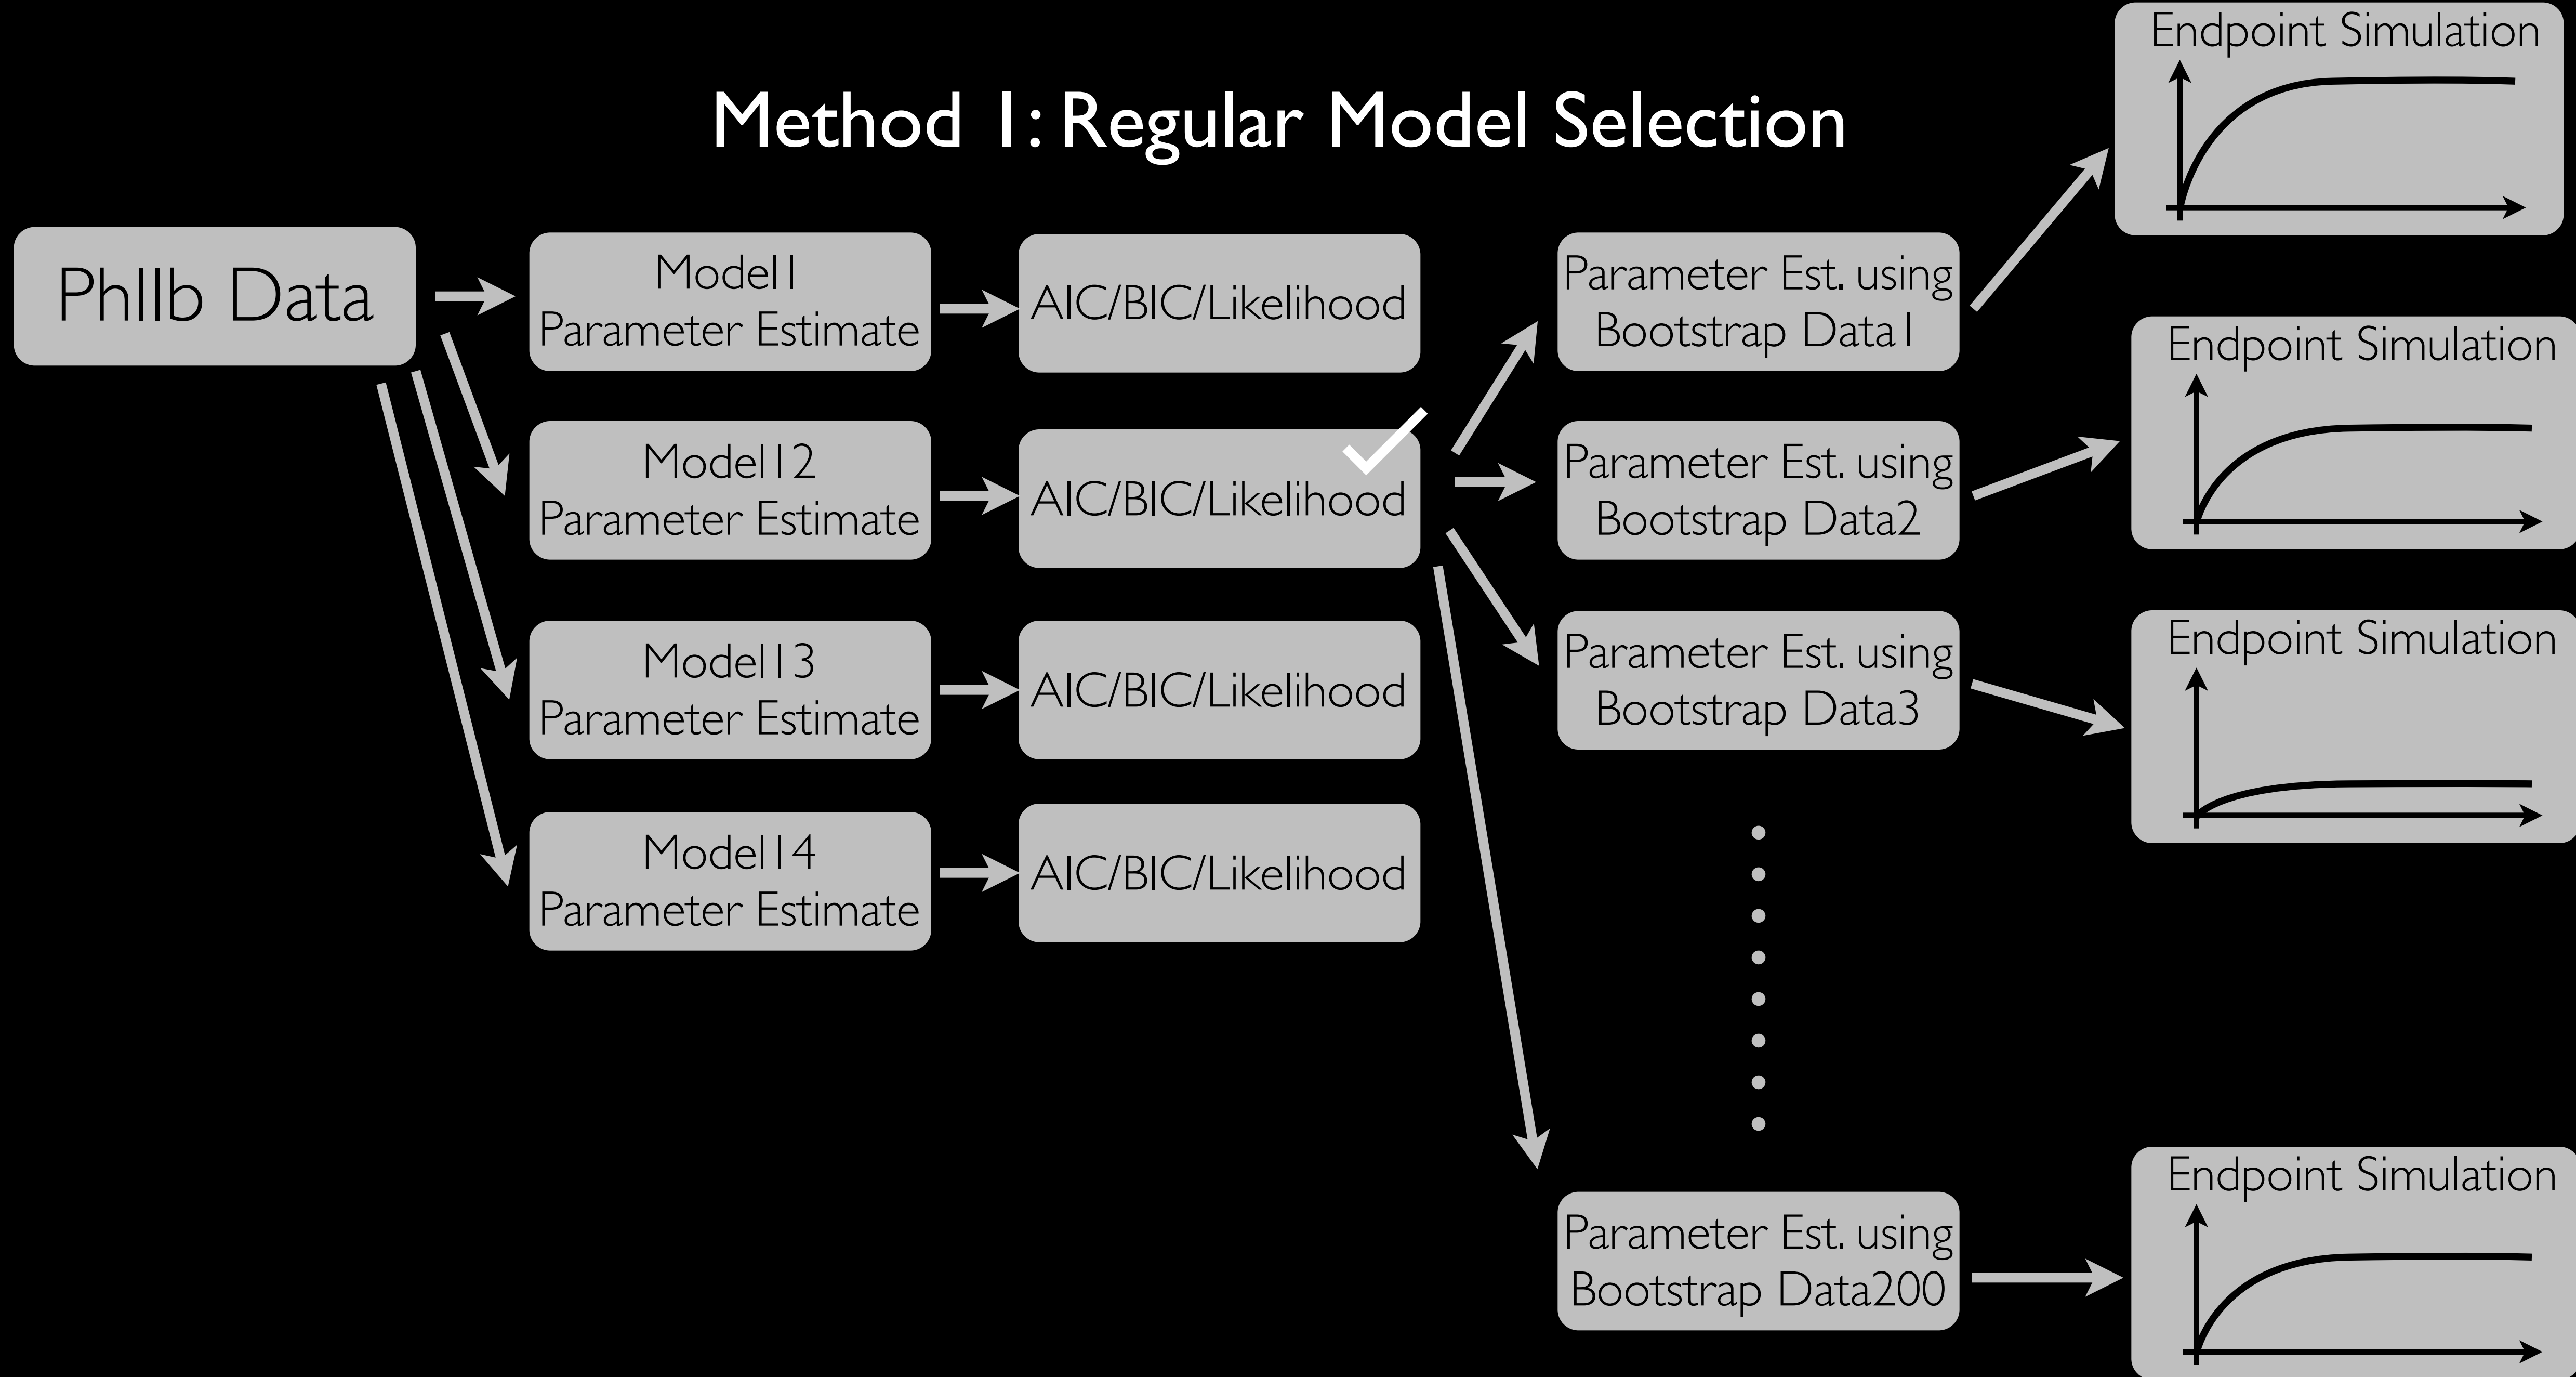 Method 1: Regular Model Selection
PhIIb Data
Model1
Parameter Estimate
Model12
Parameter Estimate
Model13
Parameter Estimate
Model14
Parameter Estimate
AIC/BIC/Likelihood
AIC/BIC/Likelihood
AIC/BIC/Likelihood
AIC/BIC/Likelihood
Parameter Est. using
Bootstrap Data1
Parameter Est. using
Bootstrap Data2
Parameter Est. using
Bootstrap Data3
Parameter Est. using
Bootstrap Data200
Endpoint Simulation
Endpoint Simulation
Endpoint Simulation
Endpoint Simulation